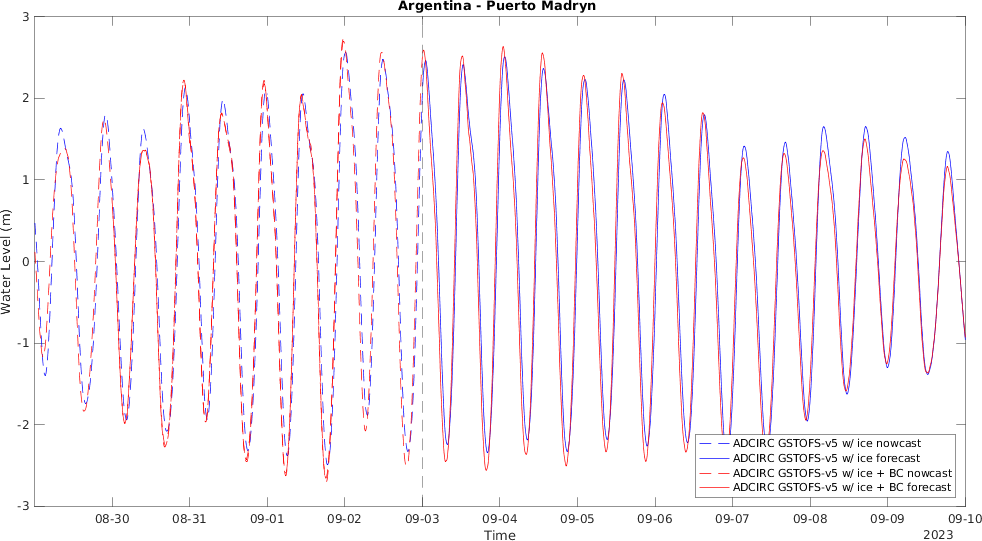 Argentina - Puerto Madryn
3
2
1
0
-1
-2
-3
Water Level (m)
ADCIRC GSTOFS-v5 w/ ice nowcast
ADCIRC GSTOFS-v5 w/ ice forecast
ADCIRC GSTOFS-v5 w/ ice + BC nowcast
ADCIRC GSTOFS-v5 w/ ice + BC forecast
08-30 08-31 09-01 09-02 09-03 09-04 09-05 09-06 09-07 09-08 09-09 09-10
Time
2023